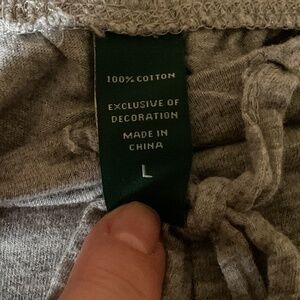 100% COTTON
EXCLUSIVE OF
DECORATION
MADE IN
CHINA
L